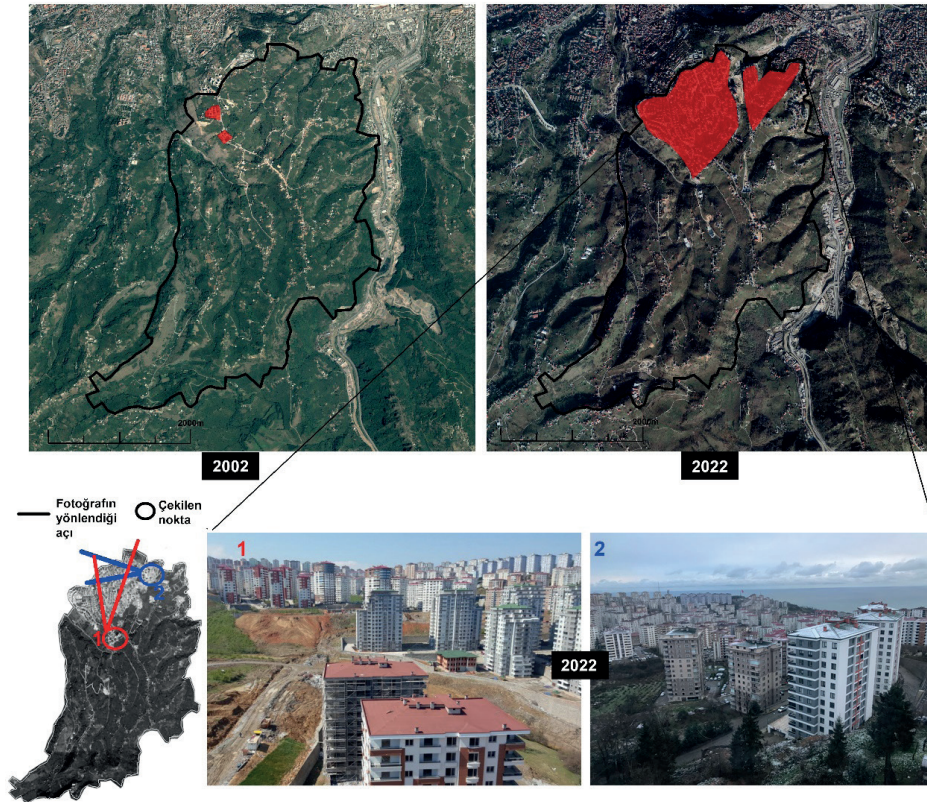 2000m
2000m
2002
2022
Fotoğrafın
yönlendiği
açı
Çekilen
nokta
1
2
1
2
2022